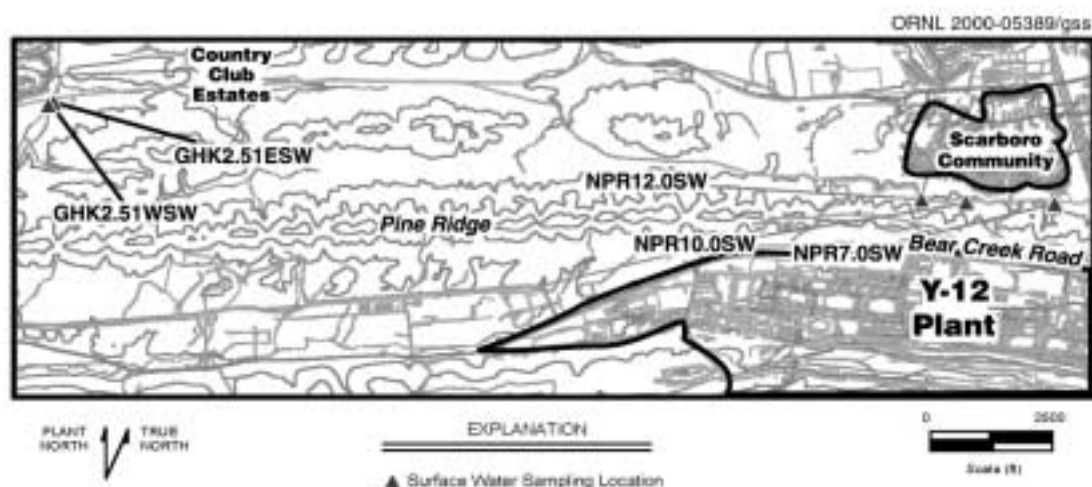 ORNL 2000-05389/gss
Country
Club
Estates
GHK2.51ESW
GHK2.51WSW
Pine Ridge
NPR12.0SW
Scarboro
Community
NPR10.0SW
NPR7.0SW
Bear Creek Road
Y-12
Plant
PLANT
NORTH
TRUE
NORTH
EXPLANATION
Surface Water Sampling Location
0 2500
Scale (ft)